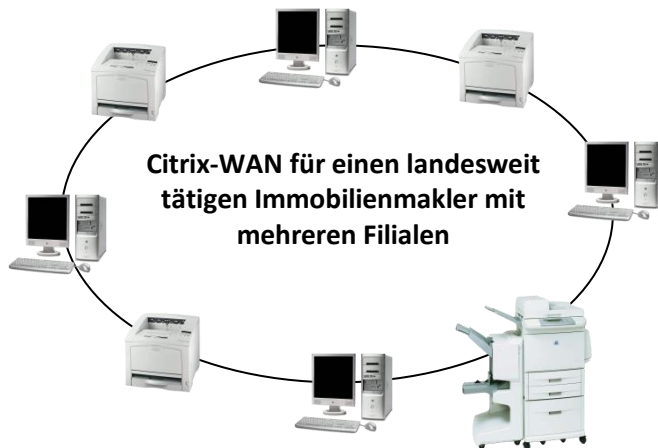 Citrix-WAN für einen landesweit
tätigen Immobilienmakler mit
mehreren Filialen